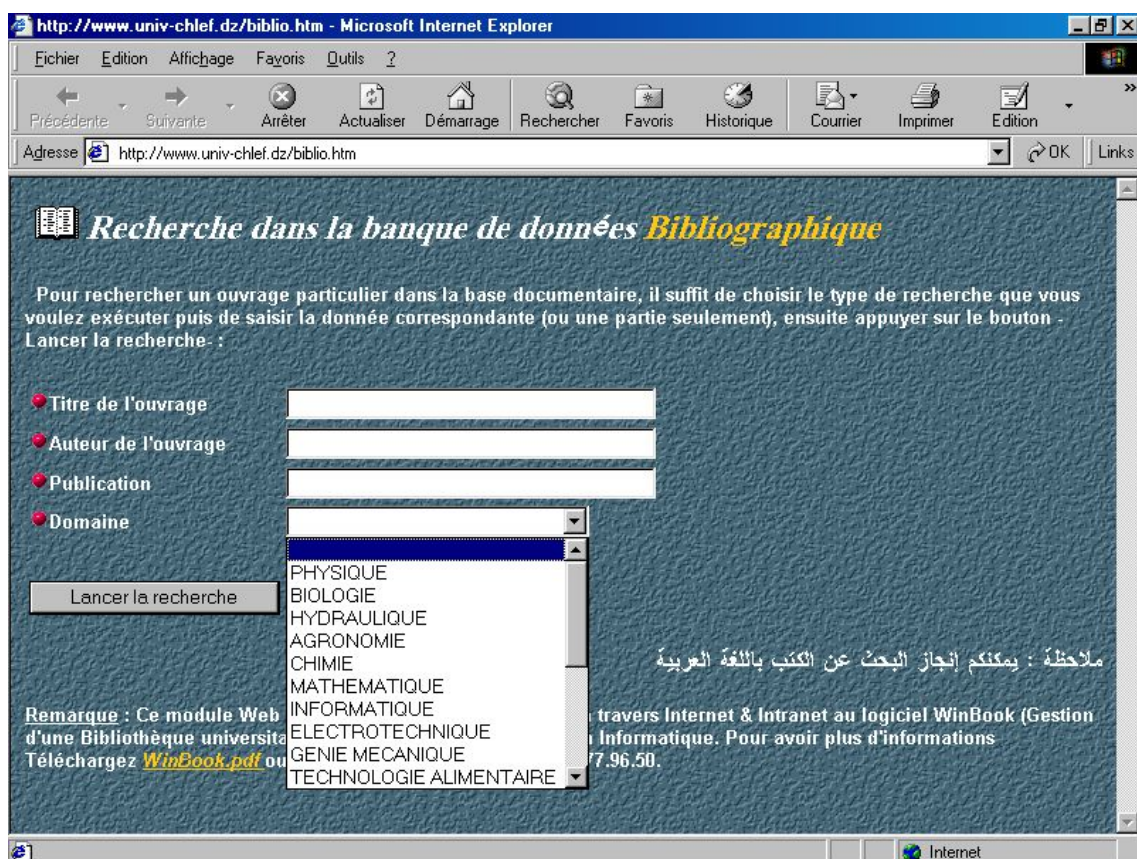 http://www.univ-chlef.dz/biblio.htm - Microsoft Internet Explorer
Fichier Edition Affichage Favoris Outils ?
Précédente Suivante Arrêter Actualiser Démarrage Rechercher Favoris Historique Courrier Imprimer Edition »
Adresse http://www.univ-chlef.dz/biblio.htm OK Links
Recherche dans la banque de données Bibliographique
Pour rechercher un ouvrage particulier dans la base documentaire, il suffit de choisir le type de recherche que vous
voulez exécuter puis de saisir la donnée correspondante (ou une partie seulement), ensuite appuyer sur le bouton -
Lancer la recherche- :
Titre de l'ouvrage
Auteur de l'ouvrage
Publication
Domaine
PHYSIQUE
Lancer la recherche
BIOLOGIE
HYDRAULIQUE
AGRONOMIE
CHIMIE
ملاحظة : يمكنكم إنجاز البحث عن الكتب باللغة العربية
MATHEMATIQUE
INFORMATIQUE
ELECTROTECHNIQUE
GENIE MECANIQUE
TECHNOLOGIE ALIMENTAIRE
Remarque : Ce module Web travers Internet & Intranet au logiciel WinBook (Gestion
d'une Bibliothèque universita Informatique. Pour avoir plus d'informations
Téléchargez WinBook.pdf ou 77.96.50.
Internet